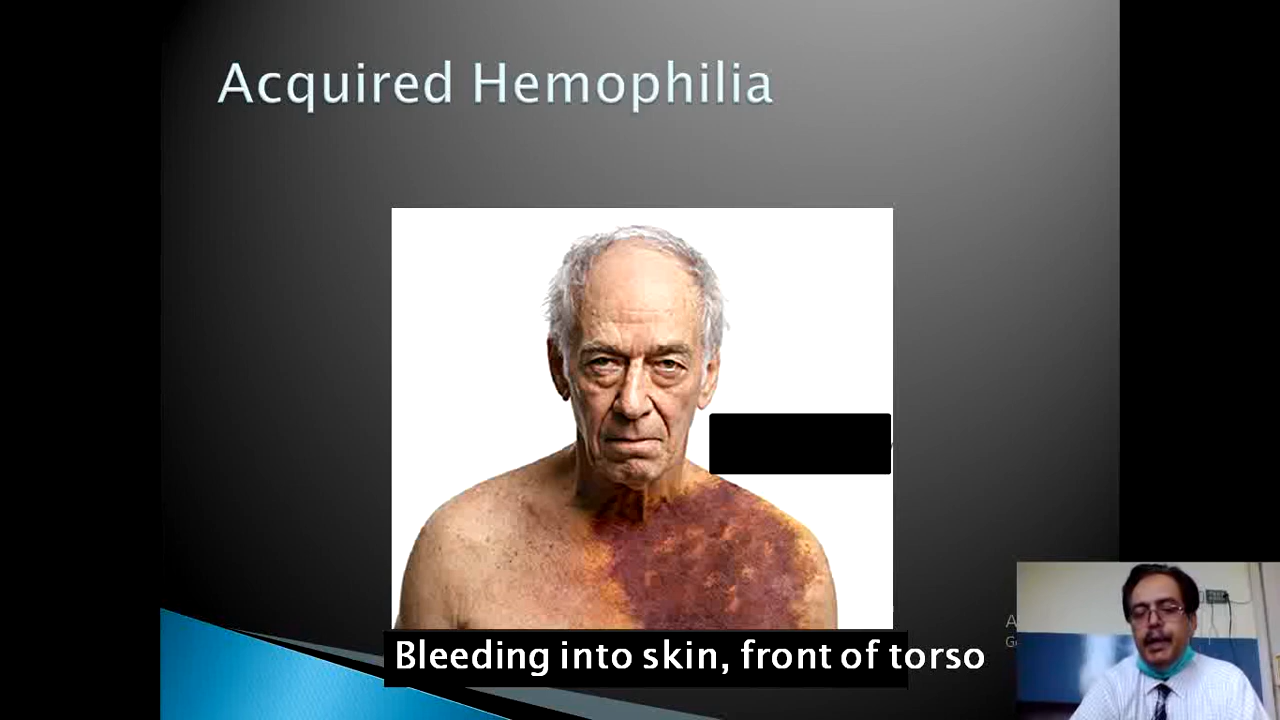 Acquired Hemophilia
Bleeding into skin, front of torso